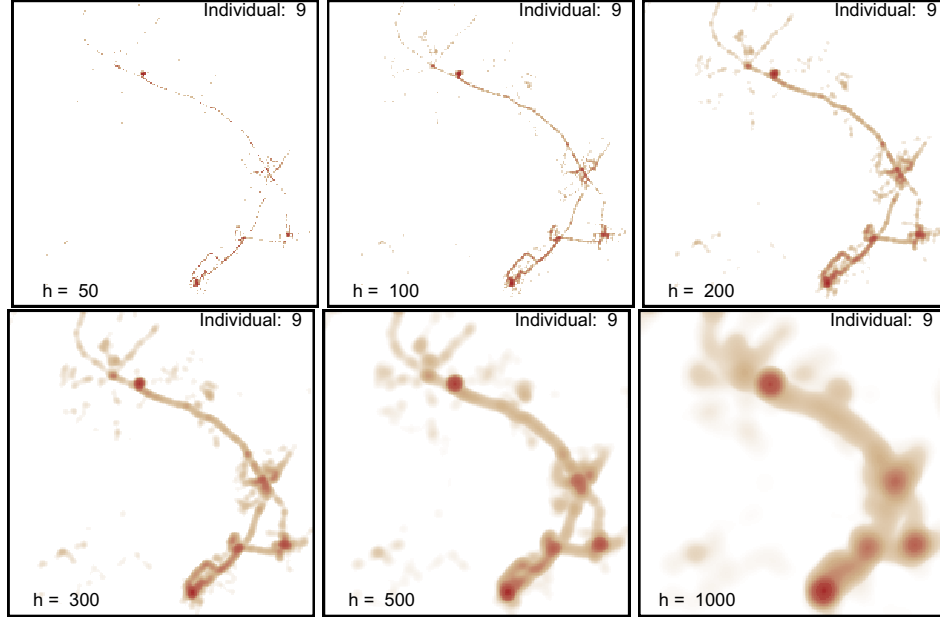 Individual: 9
h = 50
Individual: 9
h = 100
Individual: 9
h = 200
Individual: 9
h = 300
Individual: 9
h = 500
Individual: 9
h = 1000